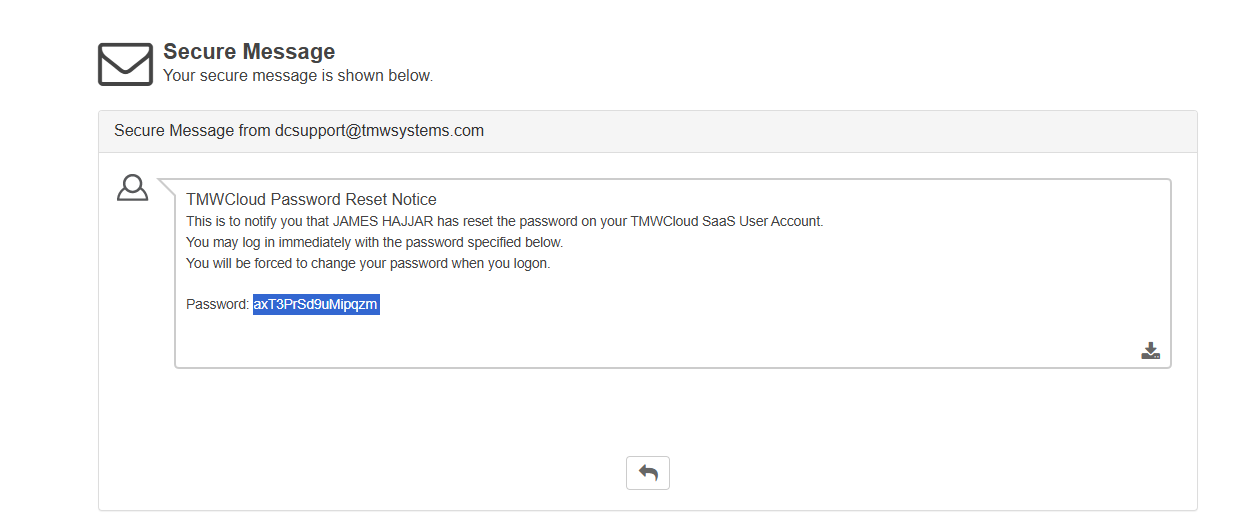 Secure Message
Your secure message is shown below.
Secure Message from dcsupport@tmwsystems.com
TMWCloud Password Reset Notice
This is to notify you that JAMES HAJJAR has reset the password on your TMWCloud SaaS User Account.
You may log in immediately with the password specified below.
You will be forced to change your password when you logon.
Password: axT3PrSd9uMipqzm